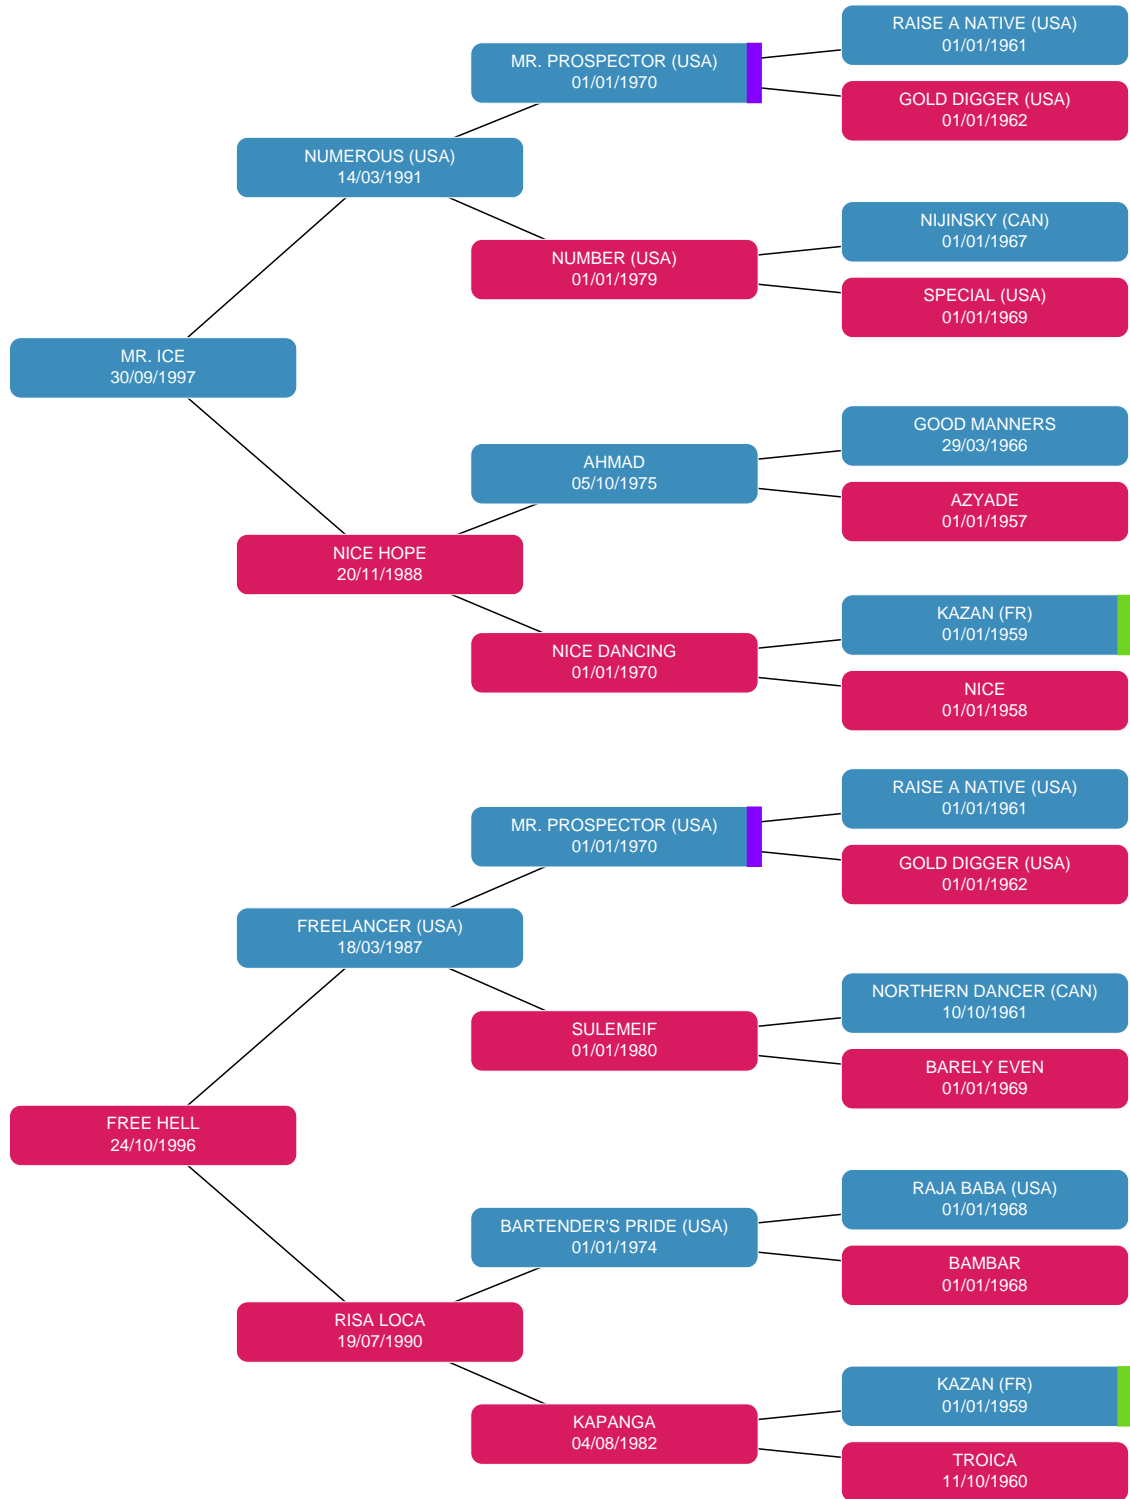 RAISE A NATIVE (USA)
01/01/1961
MR. PROSPECTOR (USA)
01/01/1970
GOLD DIGGER (USA)
01/01/1962
NUMEROUS (USA)
14/03/1991
NIJINSKY (CAN)
01/01/1967
NUMBER (USA)
01/01/1979
SPECIAL (USA)
01/01/1969
MR. ICE
30/09/1997
GOOD MANNERS
29/03/1966
AHMAD
05/10/1975
AZYADE
01/01/1957
NICE HOPE
20/11/1988
KAZAN (FR)
01/01/1959
NICE DANCING
01/01/1970
NICE
01/01/1958
RAISE A NATIVE (USA)
01/01/1961
MR. PROSPECTOR (USA)
01/01/1970
GOLD DIGGER (USA)
01/01/1962
FREELANCER (USA)
18/03/1987
NORTHERN DANCER (CAN)
10/10/1961
SULEMEIF
01/01/1980
BARELY EVEN
01/01/1969
FREE HELL
24/10/1996
RAJA BABA (USA)
01/01/1968
BARTENDER'S PRIDE (USA)
01/01/1974
BAMBAR
01/01/1968
RISA LOCA
19/07/1990
KAZAN (FR)
01/01/1959
KAPANGA
04/08/1982
TROICA
11/10/1960